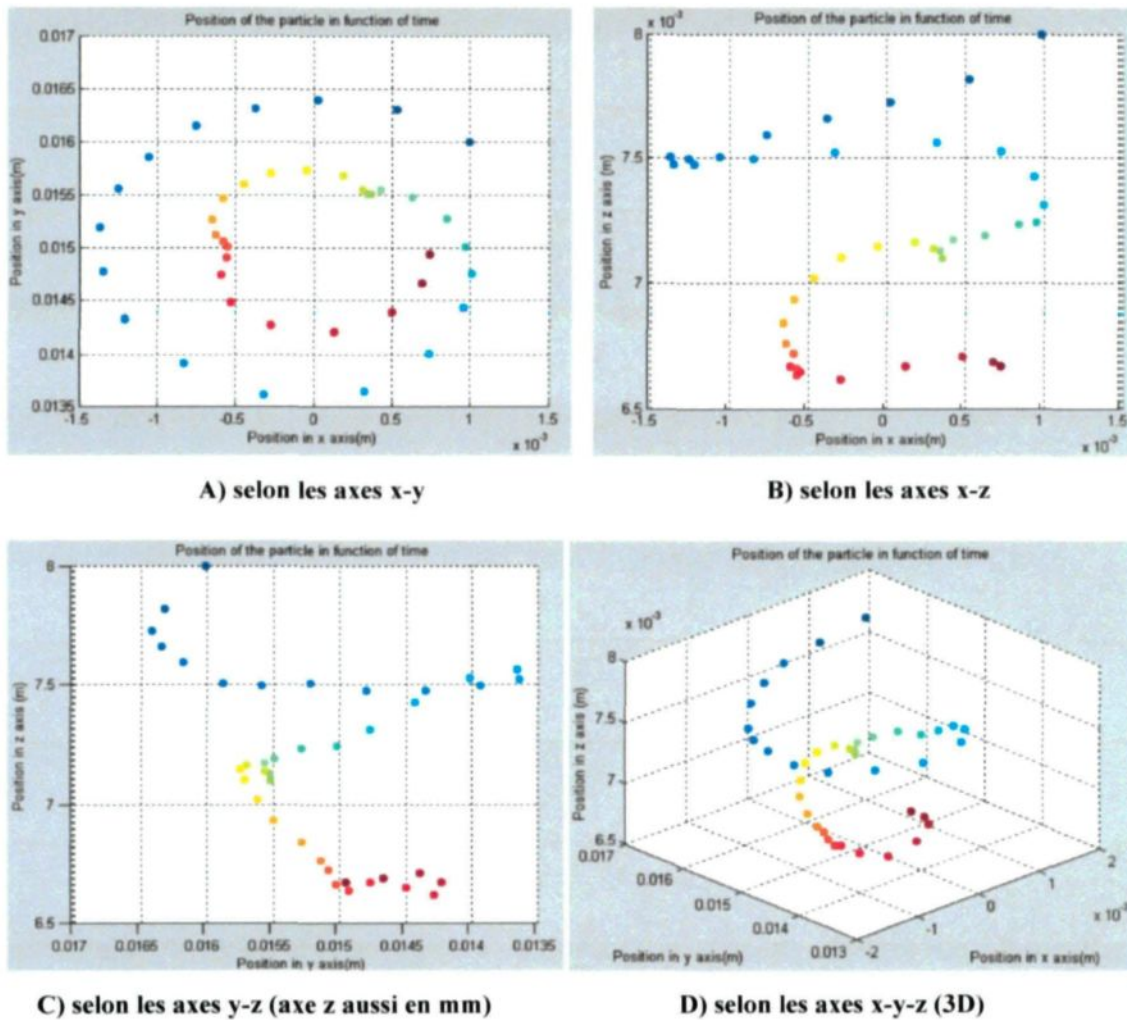 Position of the particle in function of time
0.017
0.0165
0.016
0.0155
0.015
0.0145
0.014
0.0135
Position in y axis(m)
-1.5
-1
-0.5
0
0.5
1
1.5
Position in x axis(m)
x 10⁻³
A) selon les axes x-y
x 10⁻³
Position of the particle in function of time
8
7.5
7
6.5
Position in z axis (m)
-1.5
-1
-0.5
0
0.5
1
1.5
Position in x axis(m)
x 10⁻³
B) selon les axes x-z
Position of the particle in function of time
8
7.5
7
6.5
Position in z axis (m)
0.017
0.0165
0.016
0.0155
0.015
0.0145
0.014
0.0135
Position in y axis(m)
C) selon les axes y-z (axe z aussi en mm)
Position of the particle in function of time
x 10⁻³
8
7.5
7
6.5
Position in z axis (m)
0.017
0.016
0.015
0.014
0.013
Position in y axis(m)
-2
-1
0
1
2
Position in x axis(m)
D) selon les axes x-y-z (3D)